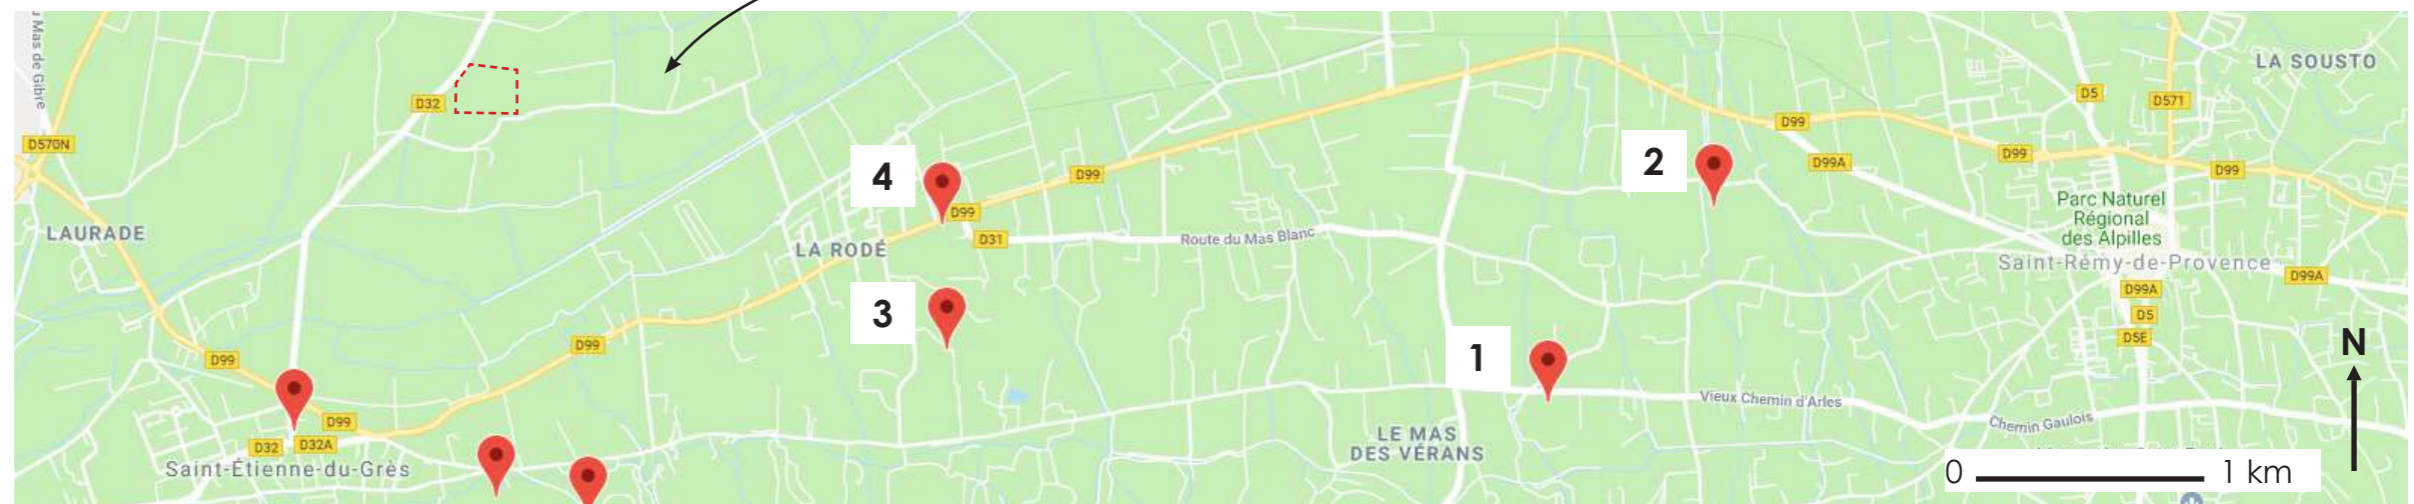 Mas de Gibre
D32
D570N
LAURADE
D99
D99
D32
D32A
Saint-Étienne-du-Grès
D99
4
D99
D31
LA RODÉ
3
D99
Route du Mas Blanc
2
1
LE MAS
DES VÉRANS
Vieux Chemin d'Arles
Chemin Gaulois
D99
D99A
D99
D5
D571
LA SOUSTO
D99
Parc Naturel
Régional
des Alpilles
Saint-Rémy-de-Provence
D99A
D99A
D5
D5E
N
0 1 km